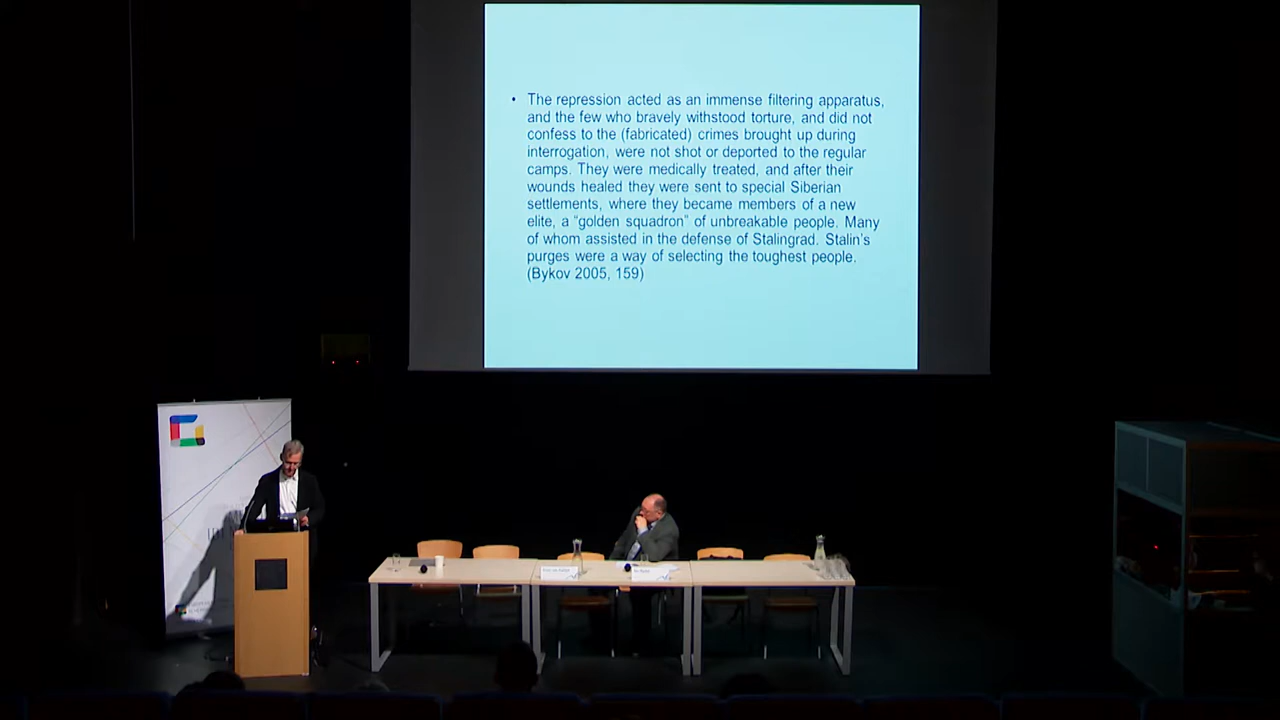 • The repression acted as an immense filtering apparatus,
and the few who bravely withstood torture, and did not
confess to the (fabricated) crimes brought up during
interrogation, were not shot or deported to the regular
camps. They were medically treated, and after their
wounds healed they were sent to special Siberian
settlements, where they became members of a new
elite, a “golden squadron” of unbreakable people. Many
of whom assisted in the defense of Stalingrad. Stalin’s
purges were a way of selecting the toughest people.
(Bykov 2005, 159)